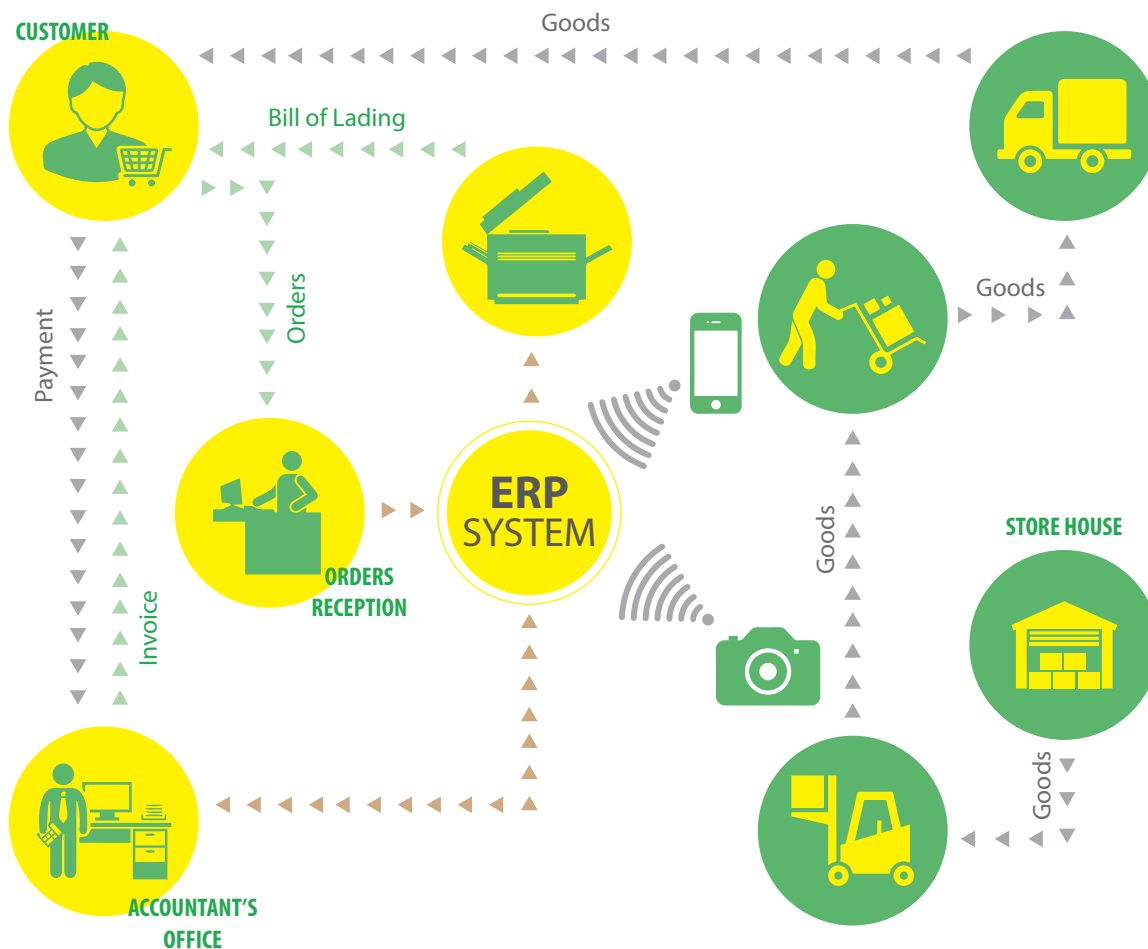 CUSTOMER
Goods
Bill of Lading
Orders
Goods
Payment
Invoice
ERP
SYSTEM
Goods
STORE HOUSE
ORDERS
RECEPTION
Goods
ACCOUNTANT'S
OFFICE